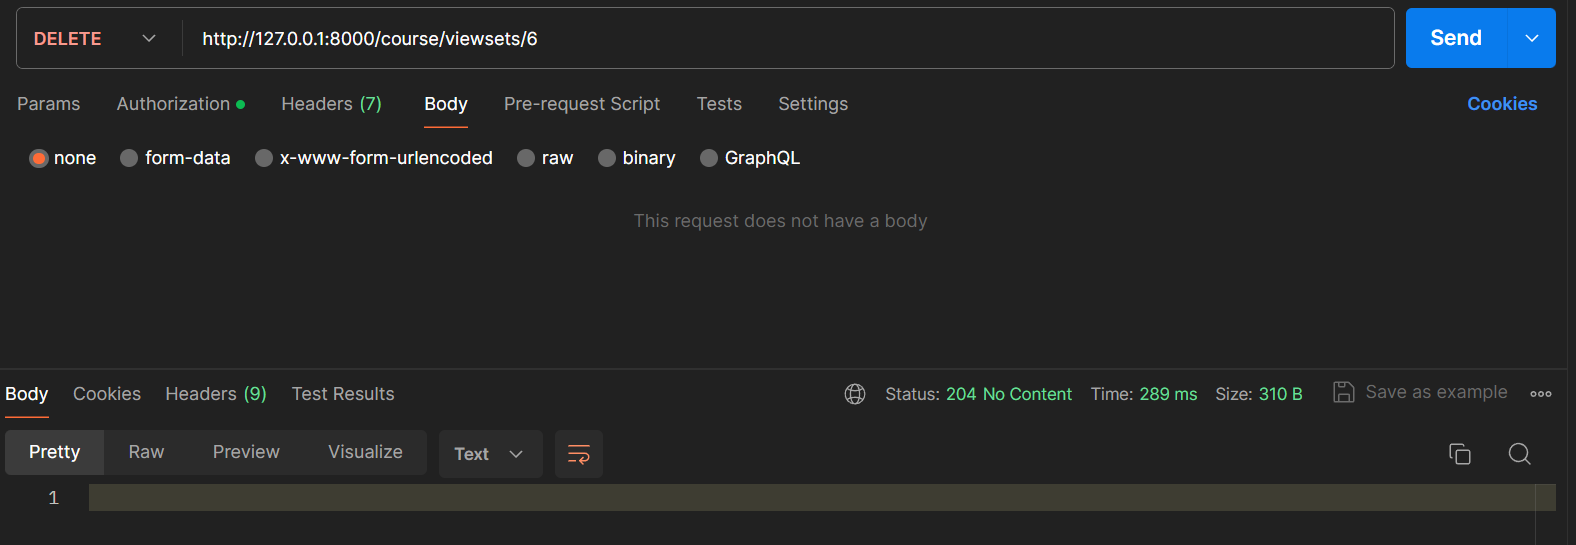 DELETE http://127.0.0.1:8000/course/viewsets/6 Send
Params Authorization Headers (7) Body Pre-request Script Tests Settings Cookies
none form-data x-www-form-urlencoded raw binary GraphQL
This request does not have a body
Body Cookies Headers (9) Test Results Status: 204 No Content Time: 289 ms Size: 310 B Save as example
Pretty Raw Preview Visualize Text
1